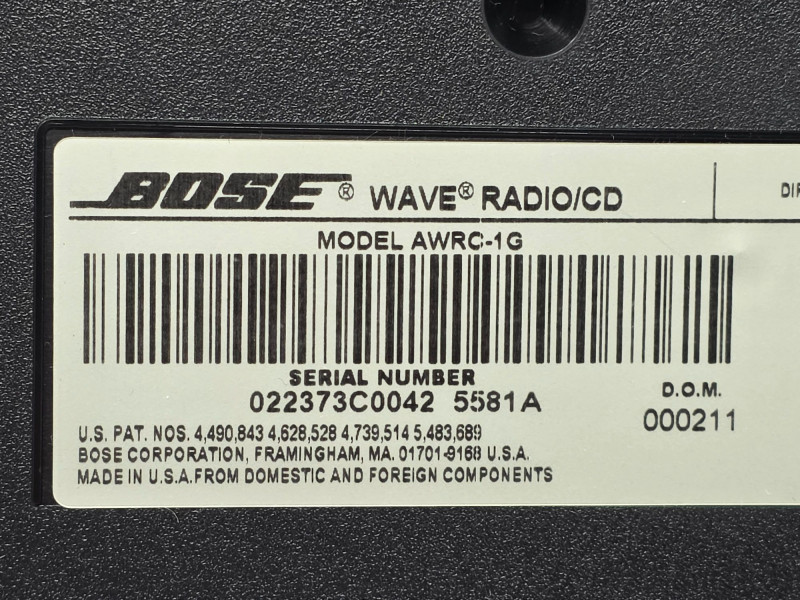 BOSE® WAVE® RADIO/CD
MODEL AWRC-1G
SERIAL NUMBER
022373C0042 5581A
D.O.M.
000211
U.S. PAT. NOS. 4,490,843 4,628,528 4,739,514 5,483,689
BOSE CORPORATION, FRAMINGHAM, MA. 01701-9168 U.S.A.
MADE IN U.S.A.FROM DOMESTIC AND FOREIGN COMPONENTS